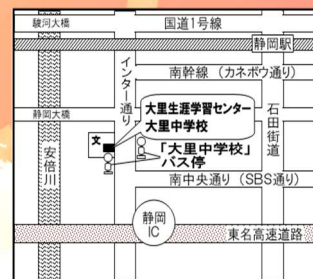 駿河大橋
国道1号線
静岡駅
インター通り
南幹線（カネボウ通り）
大里生涯学習センター
大里中学校
静岡大橋
石田街道
文
「大里中学校」
バス停
安倍川
南中央通り（SBS通り）
静岡
IC
東名高速道路